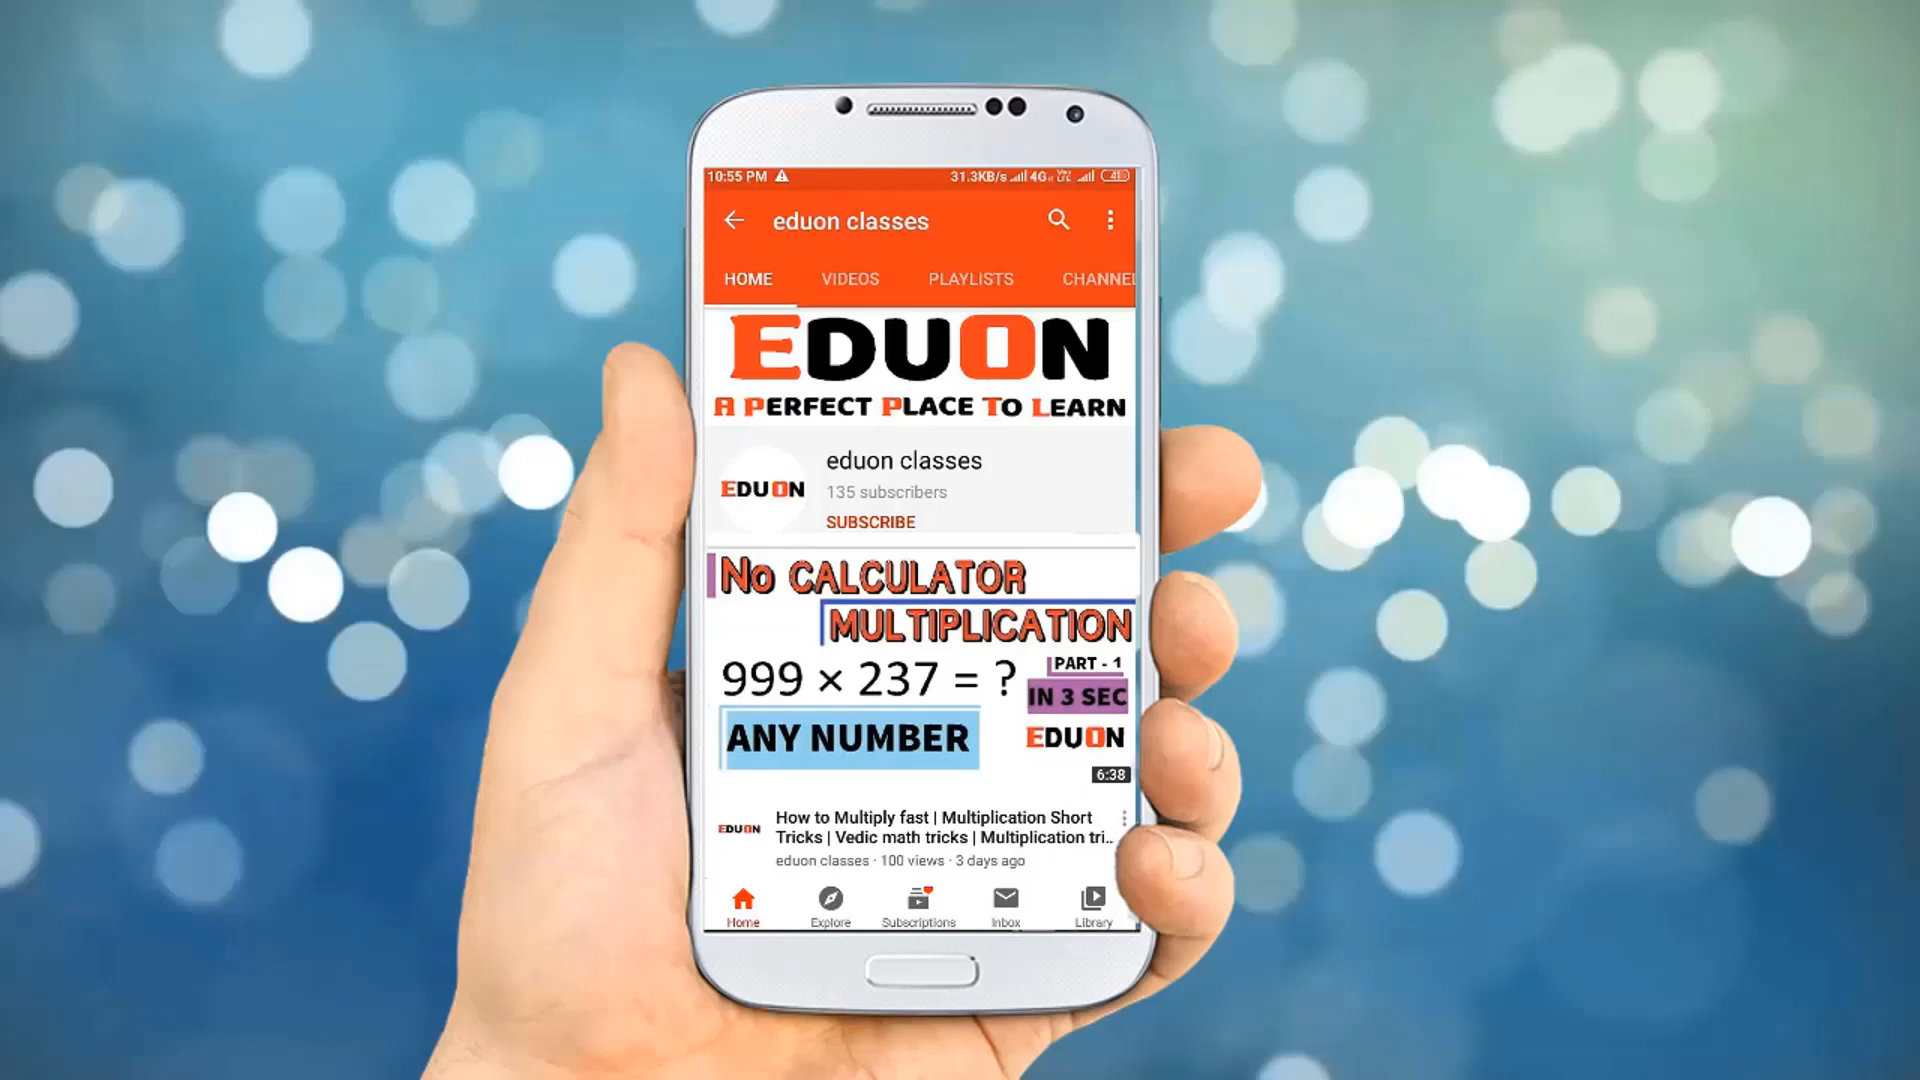 10:55 PM 31.3KB/s 4G 41
eduon classes
HOME VIDEOS PLAYLISTS CHANNEL
EDUON
A PERFECT PLACE TO LEARN
eduon classes
EDUON
135 subscribers
SUBSCRIBE
No CALCULATOR
MULTIPLICATION
999 × 237 = ?
PART - 1
IN 3 SEC
ANY NUMBER
EDUON
6:38
EDUON
How to Multiply fast | Multiplication Short
Tricks | Vedic math tricks | Multiplication tri..
eduon classes · 100 views · 3 days ago
Home Explore Subscriptions Inbox Library